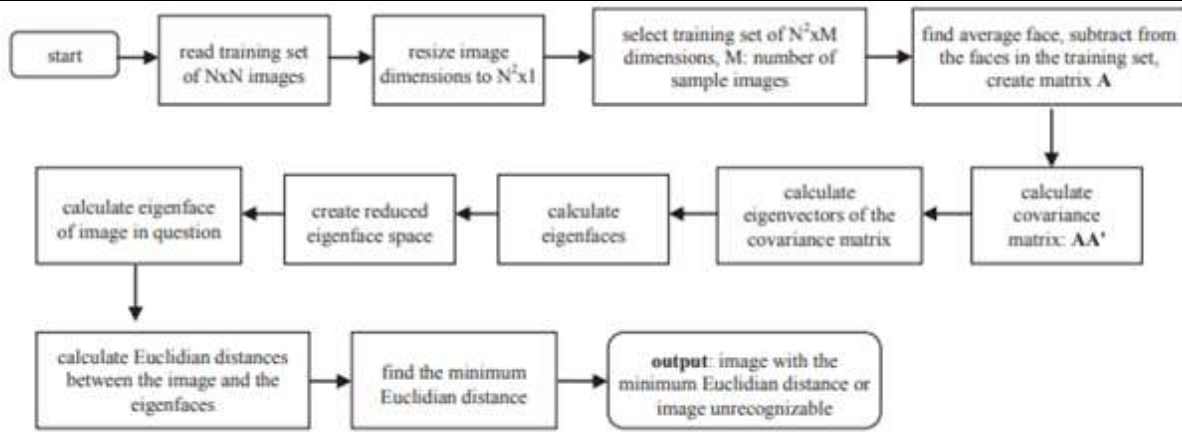 start
read training set
of NxN images
resize image
dimensions to N²x1
select training set of N²xM
dimensions, M: number of
sample images
find average face, subtract from
the faces in the training set,
create matrix A
calculate
covariance
matrix: AA'
calculate
eigenvectors of the
covariance matrix
calculate
eigenfaces
create reduced
eigenface space
calculate eigenface
of image in question
calculate Euclidian distances
between the image and the
eigenfaces
find the minimum
Euclidian distance
output: image with the
minimum Euclidian distance or
image unrecognizable